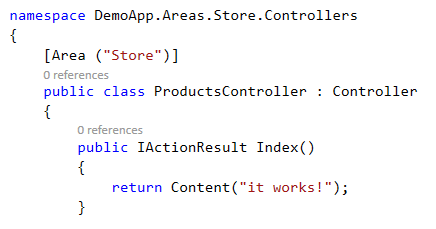 namespace DemoApp.Areas.Store.Controllers
{
    [Area ("Store")]
    0 references
    public class ProductsController : Controller
    {
        0 references
        public IActionResult Index()
        {
            return Content("it works!");
        }